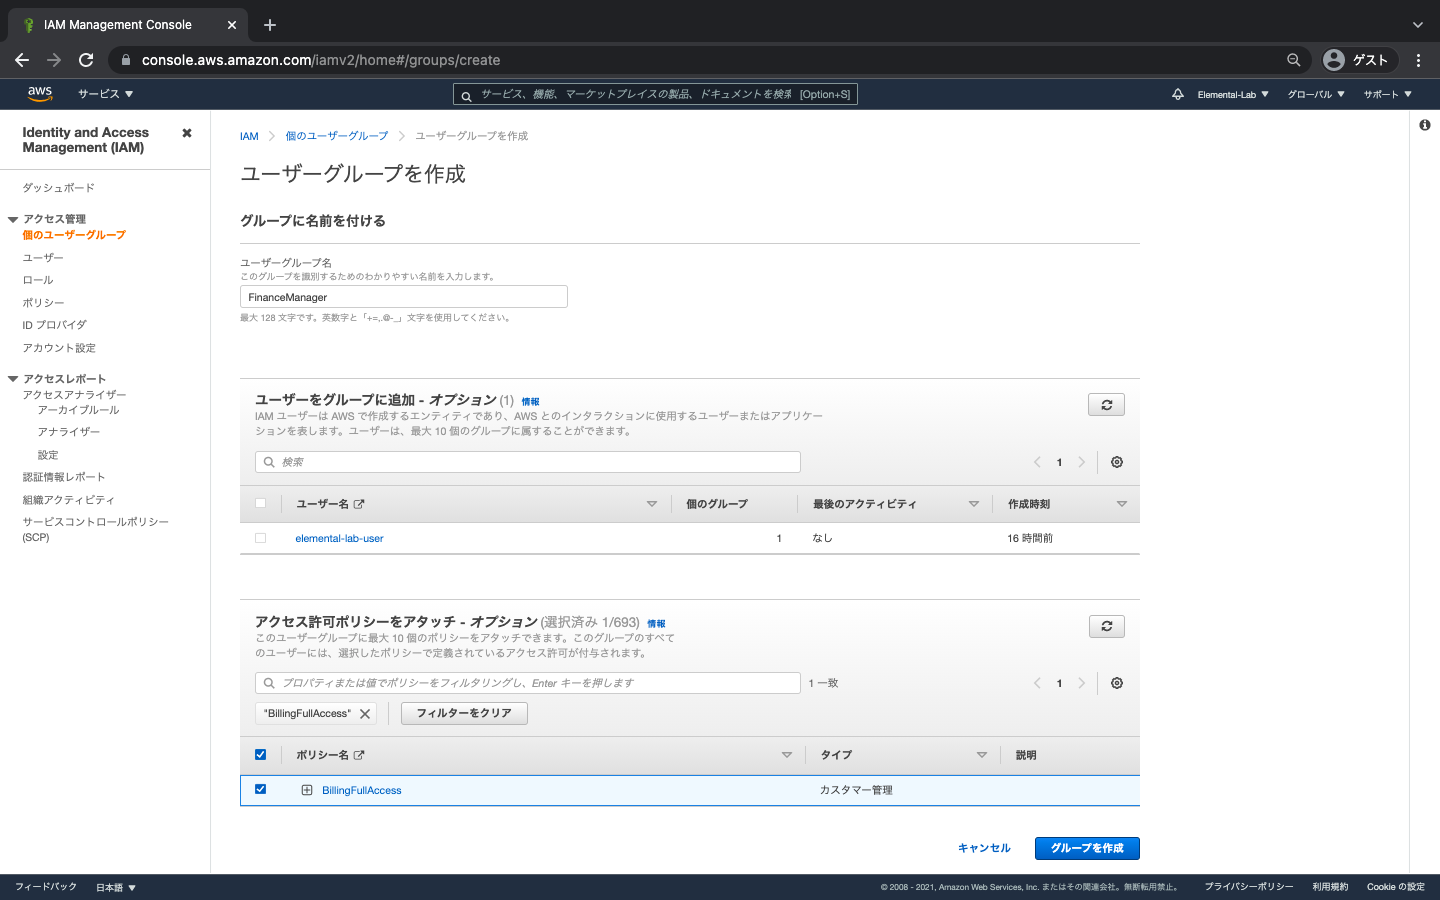 IAM Management Console
console.aws.amazon.com/iamv2/home#/groups/create
ゲスト
aws
サービス
サービス、機能、マーケットプレイスの製品、ドキュメントを検索 [Option+S]
Elemental-Lab
グローバル
サポート
Identity and Access
Management (IAM)
ダッシュボード
アクセス管理
個のユーザーグループ
ユーザー
ロール
ポリシー
ID プロバイダ
アカウント設定
アクセスレポート
アクセスアナライザー
アーカイブルール
アナライザー
設定
認証情報レポート
組織アクティビティ
サービスコントロールポリシー
(SCP)
IAM
個のユーザーグループ
ユーザーグループを作成
ユーザーグループを作成
グループに名前を付ける
ユーザーグループ名
このグループを識別するためのわかりやすい名前を入力します。
FinanceManager
最大 128 文字です。英数字と「+=,.@-_」文字を使用してください。
ユーザーをグループに追加 - オプション (1) 情報
IAM ユーザーは AWS で作成するエンティティであり、AWS とのインタラクションに使用するユーザーまたはアプリケー
ションを表します。ユーザーは、最大 10 個のグループに属することができます。
検索
1
ユーザー名 個のグループ 最後のアクティビティ 作成時刻
elemental-lab-user 1 なし 16 時間前
アクセス許可ポリシーをアタッチ - オプション (選択済み 1/693) 情報
このユーザーグループに最大 10 個のポリシーをアタッチできます。このグループのすべて
のユーザーには、選択したポリシーで定義されているアクセス許可が付与されます。
プロパティまたは値でポリシーをフィルタリングし、Enter キーを押します
1 一致
1
"BillingFullAccess"
フィルターをクリア
ポリシー名 タイプ 説明
BillingFullAccess カスタマー管理
キャンセル
グループを作成
フィードバック
日本語
© 2008 - 2021, Amazon Web Services, Inc. またはその関連会社。無断転用禁止。
プライバシーポリシー
利用規約
Cookie の設定